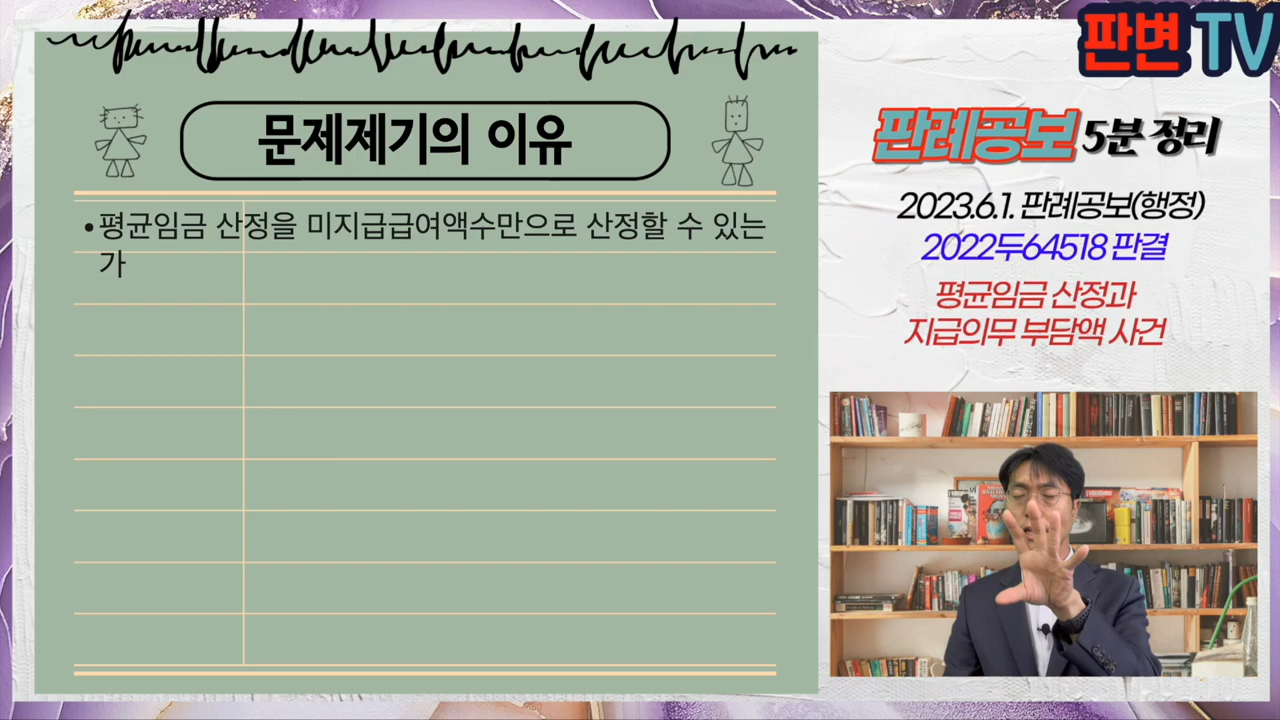 판변 TV
문제제기의 이유
• 평균임금 산정을 미지급급여액수만으로 산정할 수 있는
가
판례공보 5분 정리
2023.6.1. 판례공보(행정)
2022두64518 판결
평균임금 산정과
지급의무 부담액 사건